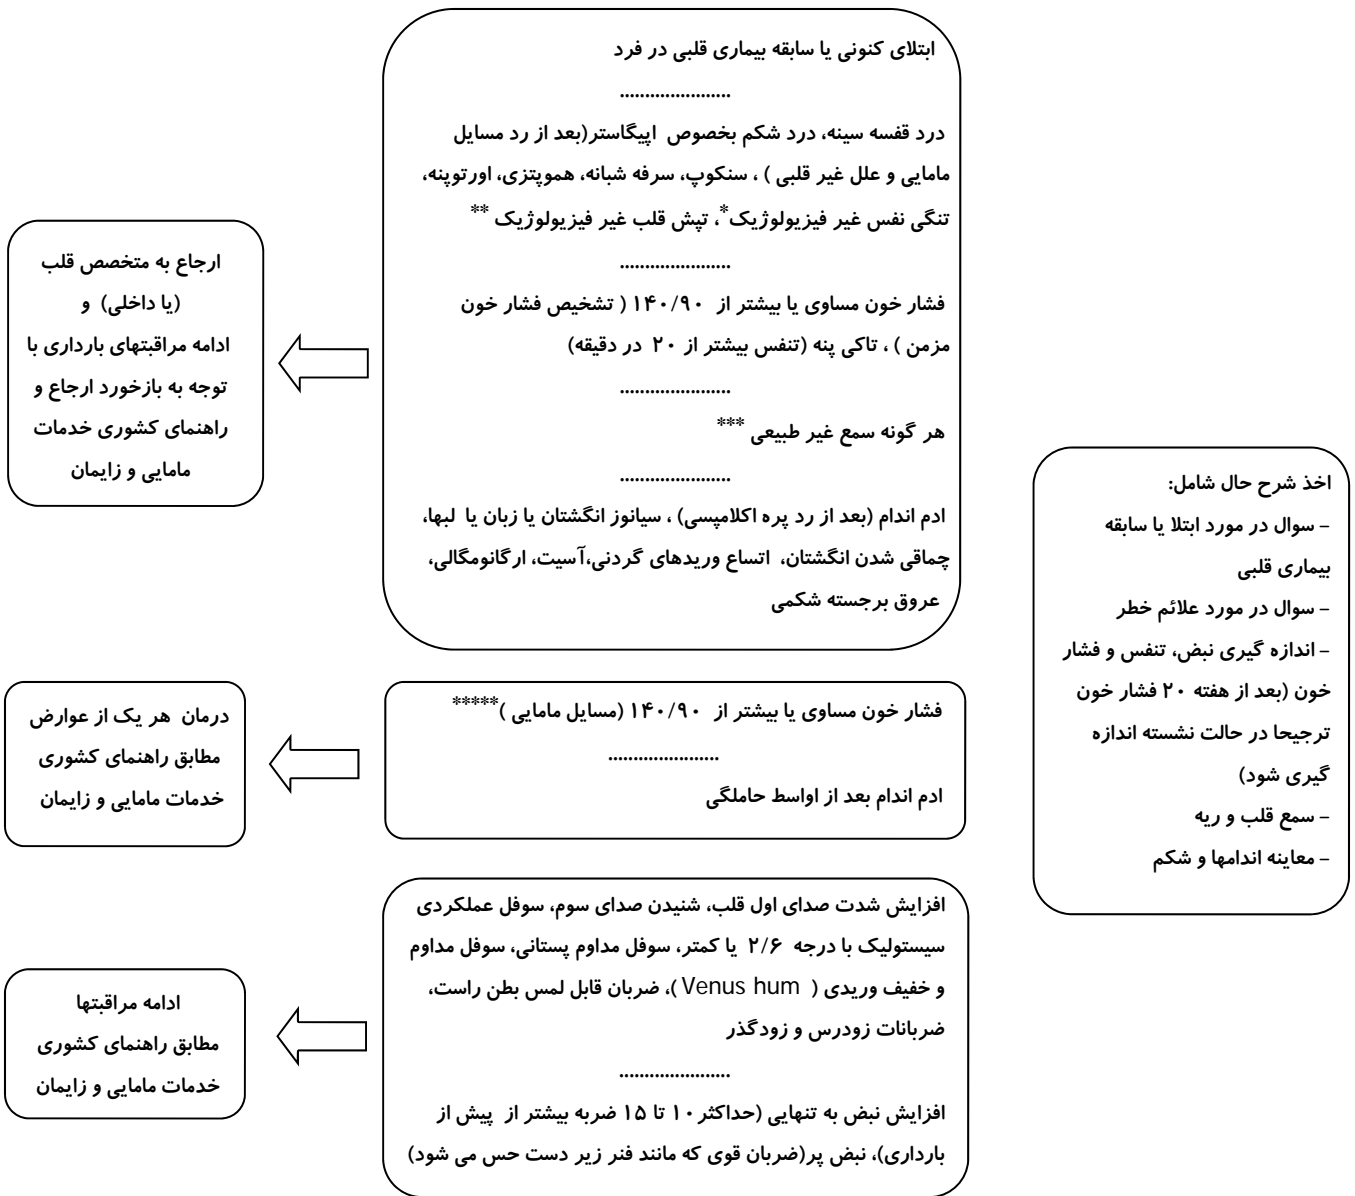 اخذ شرح حال شامل:
- سوال در مورد ابتلا یا سابقه
بیماری قلبی
- سوال در مورد علائم خطر
- اندازه گیری نبض، تنفس و فشار
خون (بعد از هفته ۲۰ فشار خون
ترجیحا در حالت نشسته اندازه
گیری شود)
- سمع قلب و ریه
- معاینه اندامها و شکم
ابتلای کنونی یا سابقه بیماری قلبی در فرد
......................
درد قفسه سینه، درد شکم بخصوص اپیگاستر(بعد از رد مسایل
مامایی و علل غیر قلبی ) ، سنکوپ، سرفه شبانه، هموپتزی، اورتوپنه،
تنگی نفس غیر فیزیولوژیک*، تپش قلب غیر فیزیولوژیک **
......................
فشار خون مساوی یا بیشتر از ۱۴۰/۹۰ ( تشخیص فشار خون
مزمن ) ، تاکی پنه (تنفس بیشتر از ۲۰ در دقیقه)
......................
هر گونه سمع غیر طبیعی ***
......................
ادم اندام (بعد از رد پره اکلامپسی) ، سیانوز انگشتان یا زبان یا لبها،
چماقی شدن انگشتان، اتساع وریدهای گردنی،آسیت، ارگانومگالی،
عروق برجسته شکمی
ارجاع به متخصص قلب
(یا داخلی) و
ادامه مراقبتهای بارداری با
توجه به بازخورد ارجاع و
راهنمای کشوری خدمات
مامایی و زایمان
فشار خون مساوی یا بیشتر از ۱۴۰/۹۰ (مسایل مامایی )*****
......................
ادم اندام بعد از اواسط حاملگی
درمان هر یک از عوارض
مطابق راهنمای کشوری
خدمات مامایی و زایمان
افزایش شدت صدای اول قلب، شنیدن صدای سوم، سوفل عملکردی
سیستولیک با درجه ۲/۶ یا کمتر، سوفل مداوم پستانی، سوفل مداوم
و خفیف وریدی ( Venus hum )، ضربان قابل لمس بطن راست،
ضربانات زودرس و زودگذر
......................
افزایش نبض به تنهایی (حداکثر ۱۰ تا ۱۵ ضربه بیشتر از پیش از
بارداری)، نبض پر(ضربان قوی که مانند فنر زیر دست حس می شود)
ادامه مراقبتها
مطابق راهنمای کشوری
خدمات مامایی و زایمان